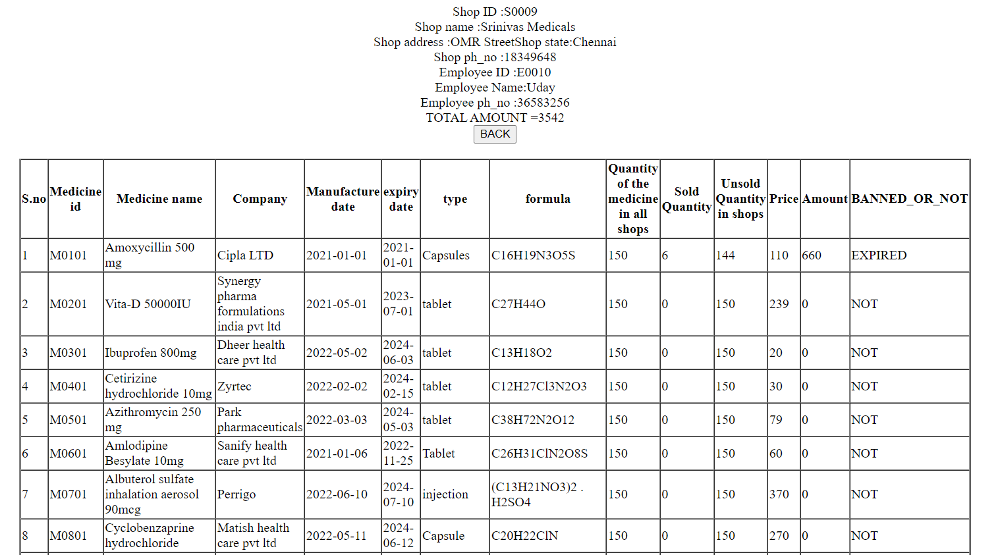 Shop ID :S0009
Shop name :Srinivas Medicals
Shop address :OMR StreetShop state:Chennai
Shop ph_no :18349648
Employee ID :E0010
Employee Name:Uday
Employee ph_no :36583256
TOTAL AMOUNT =3542
BACK
S.no Medicine id Medicine name Company Manufacture date expiry date type formula Quantity of the medicine in all shops Sold Quantity Unsold Quantity in shops Price Amount BANNED_OR_NOT
1 M0101 Amoxycillin 500 mg Cipla LTD 2021-01-01 2021-01-01 Capsules C16H19N3O5S 150 6 144 110 660 EXPIRED
2 M0201 Vita-D 50000IU Synergy pharma formulations india pvt ltd 2021-05-01 2023-07-01 tablet C27H44O 150 0 150 239 0 NOT
3 M0301 Ibuprofen 800mg Dheer health care pvt ltd 2022-05-02 2024-06-03 tablet C13H18O2 150 0 150 20 0 NOT
4 M0401 Cetirizine hydrochloride 10mg Zyrtec 2022-02-02 2024-02-15 tablet C12H27Cl3N2O3 150 0 150 30 0 NOT
5 M0501 Azithromycin 250 mg Park pharmaceuticals 2022-03-03 2024-05-03 tablet C38H72N2O12 150 0 150 79 0 NOT
6 M0601 Amlodipine Besylate 10mg Sanify health care pvt ltd 2021-01-06 2022-11-25 Tablet C26H31ClN2O8S 150 0 150 60 0 NOT
7 M0701 Albuterol sulfate inhalation aerosol 90mcg Perrigo 2022-06-10 2024-07-10 injection (C13H21NO3)2 . H2SO4 150 0 150 370 0 NOT
8 M0801 Cyclobenzaprine hydrochloride Matish health care pvt ltd 2022-05-11 2024-06-12 Capsule C20H22ClN 150 0 150 270 0 NOT